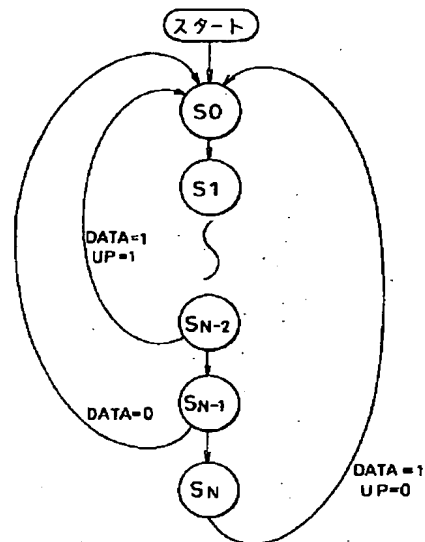 スタート
S0
S1
DATA=1
UP=1
SN-2
DATA=0
SN-1
SN
DATA=1
UP=0